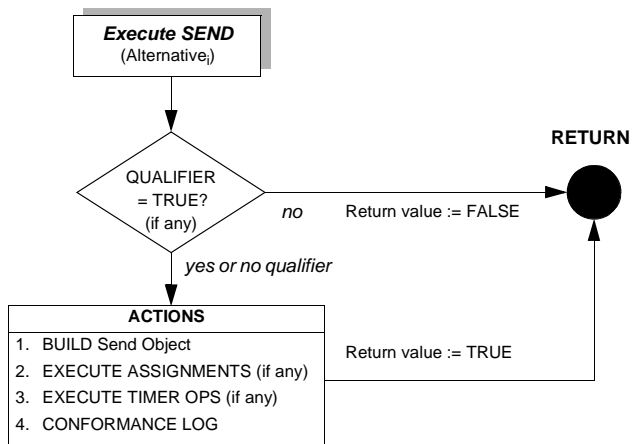 Execute SEND
(Alternativeᵢ)
RETURN
QUALIFIER
= TRUE?
(if any)
no
Return value := FALSE
yes or no qualifier
ACTIONS
1. BUILD Send Object
2. EXECUTE ASSIGNMENTS (if any)
3. EXECUTE TIMER OPS (if any)
4. CONFORMANCE LOG
Return value := TRUE